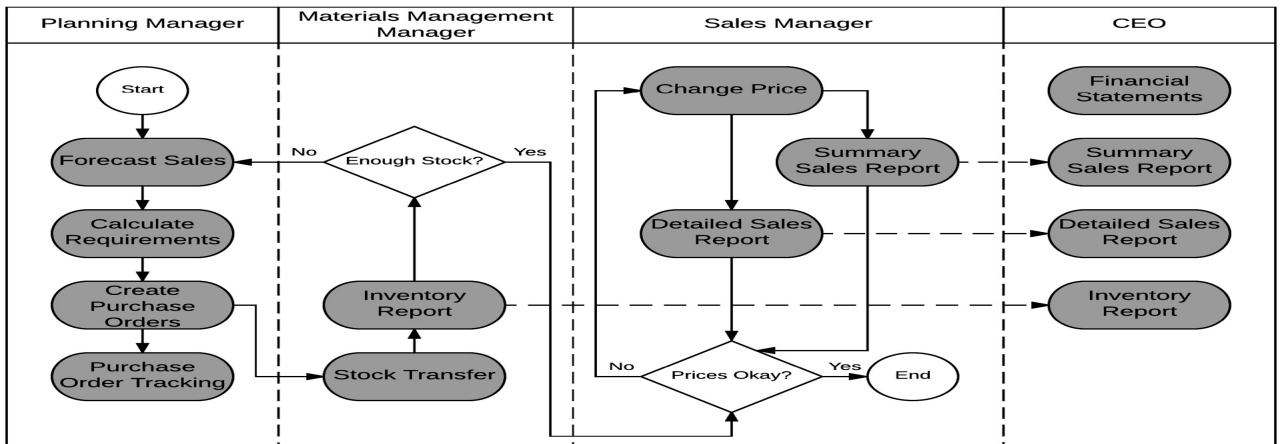 Planning Manager
Materials Management
Manager
Sales Manager
CEO
Start
Forecast Sales
Calculate
Requirements
Create
Purchase
Orders
Purchase
Order Tracking
No
Enough Stock?
Yes
Inventory
Report
Stock Transfer
Change Price
Summary
Sales Report
Detailed Sales
Report
No
Prices Okay?
Yes
End
Financial
Statements
Summary
Sales Report
Detailed Sales
Report
Inventory
Report